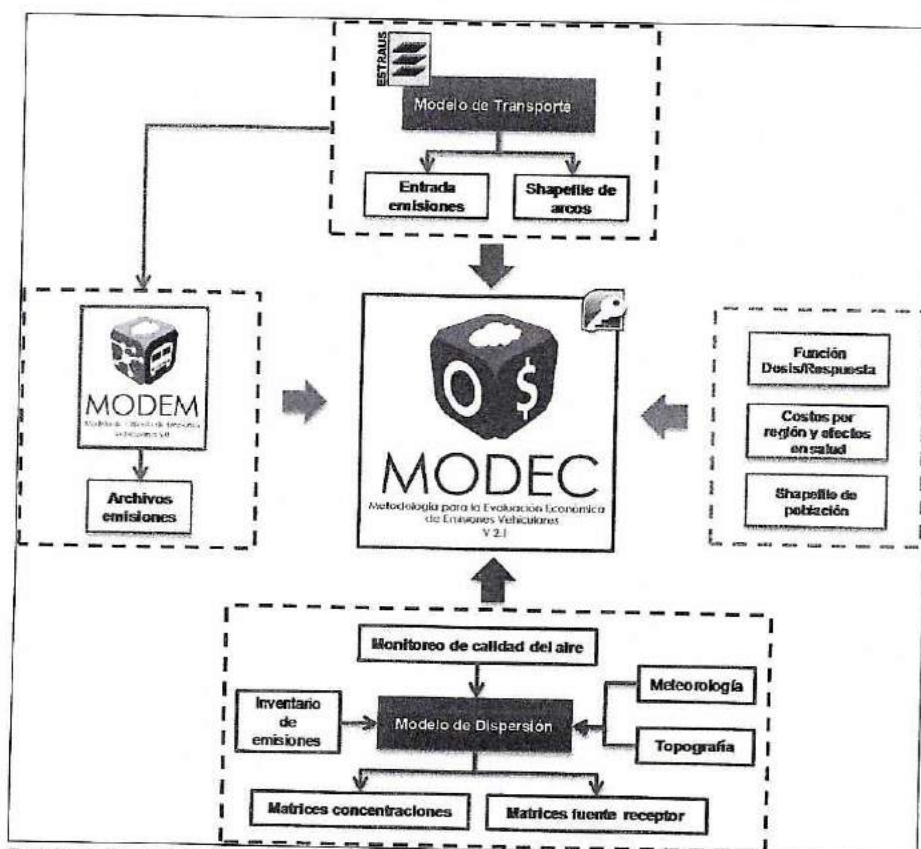 ESTRAUS
Modelo de Transporte
Entrada
emisiones
Shapefile de
arcos
MODEM
Archivos
emisiones
O $
MODEC
Metodología para la Evaluación Económica
de Emisiones Vehiculares
V 2.1
Función
Dosis/Respuesta
Costos por
región y efectos
en salud
Shapefile de
población
Monitoreo de calidad del aire
Inventario
de
emisiones
Modelo de Dispersión
Meteorología
Topografía
Matrices concentraciones
Matrices fuente receptor